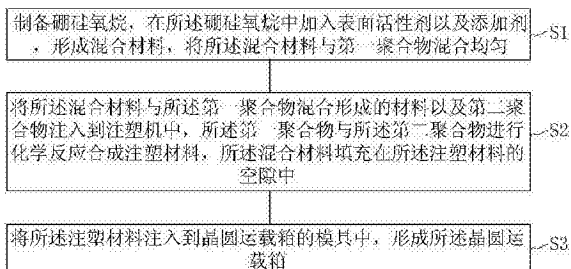 制备硼硅氧烷，在所述硼硅氧烷中加入表面活性剂以及添加剂
，形成混合材料，将所述混合材料与第一聚合物混合均匀
S1
将所述混合材料与所述第一聚合物混合形成的材料以及第二聚
合物注入到注塑机中，所述第一聚合物与所述第二聚合物进行
化学反应合成注塑材料，所述混合材料填充在所述注塑材料的
空隙中
S2
将所述注塑材料注入到晶圆运载箱的模具中，形成所述晶圆运
载箱
S3